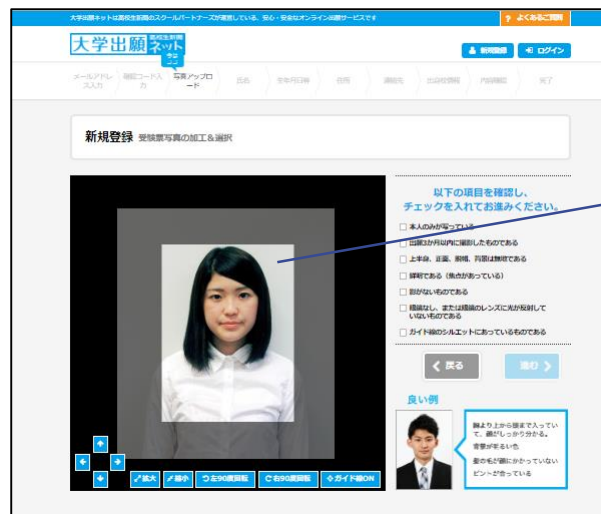 大学出願ネットは高校生新聞のスクールパートナーズが運営している、安心・安全なオンライン出願サービスです
? よくあるご質問
高校生新聞
大学出願ネット
今は
ココ
新規登録
ログイン
メールアドレ
ス入力
確認コード入
力
写真アップロ
ード
氏名
生年月日等
住所
連絡先
出身校情報
内容確認
完了
新規登録 受験票写真の加工&選択
以下の項目を確認し、
チェックを入れてお進みください。
本人のみが写っている
出願3か月以内に撮影したものである
上半身、正面、脱帽、背景は無地である
鮮明である（焦点があっている）
影がないものである
眼鏡なし、または眼鏡のレンズに光が反射して
いないものである
ガイド線のシルエットにあっているものである
戻る
進む
良い例
胸より上から頭まで入ってい
て、顔がしっかり分かる。
背景が明るい色
髪の毛が顔にかかっていない
ピントが合っている
拡大
縮小
左90度回転
右90度回転
ガイド線ON